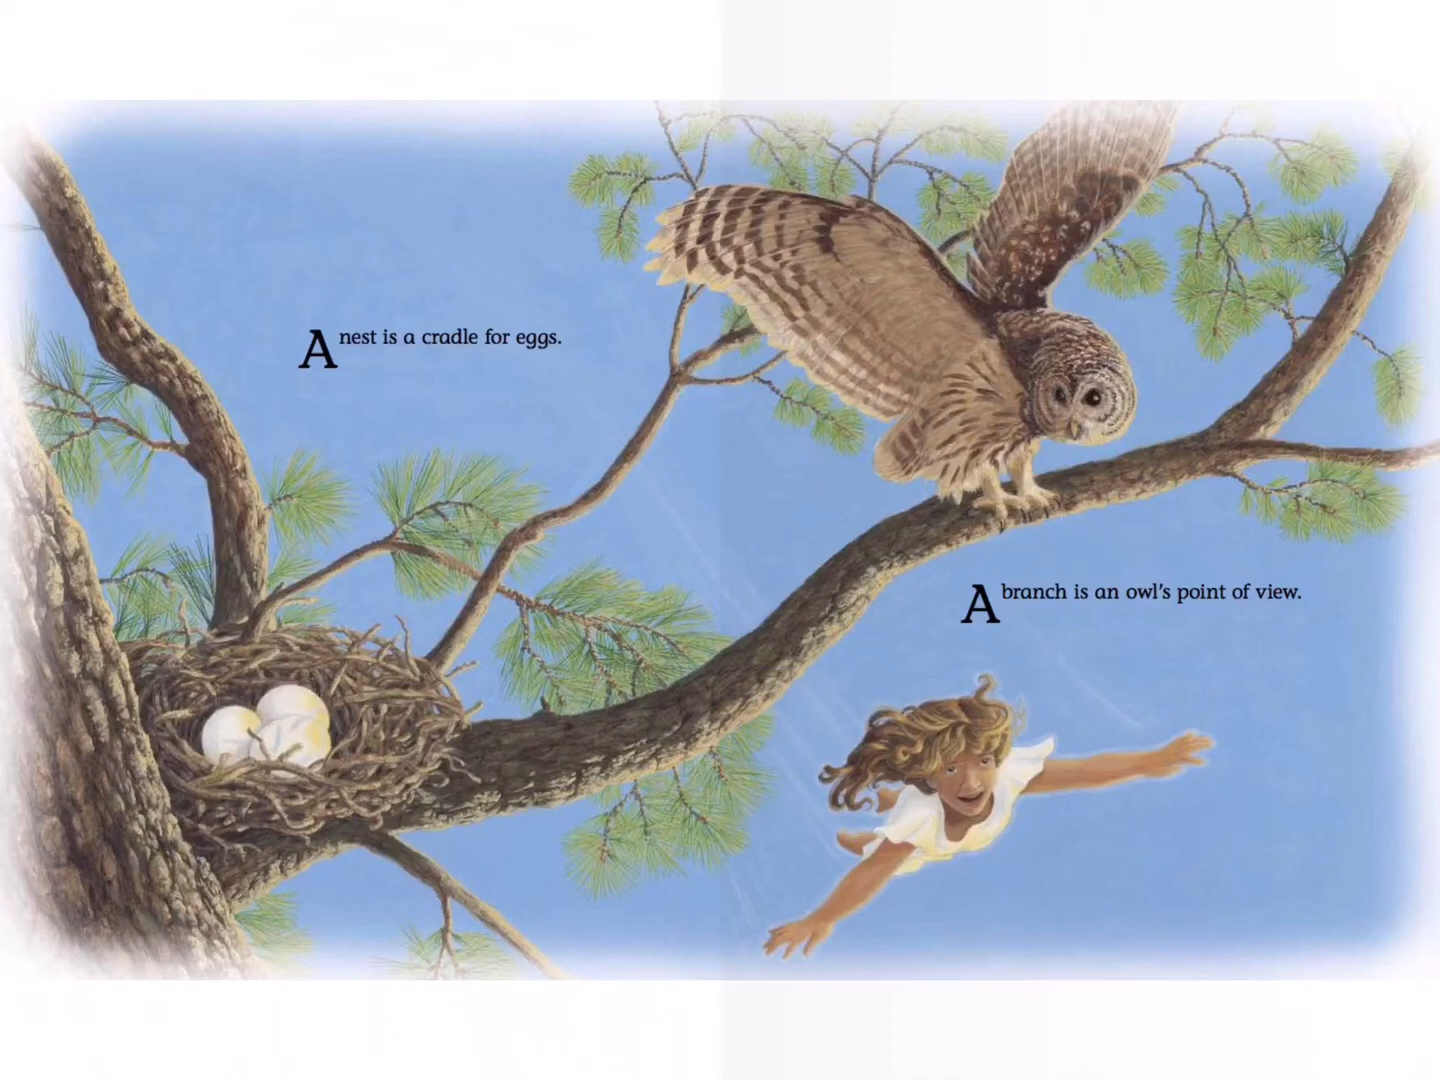 A nest is a cradle for eggs.
A branch is an owl's point of view.